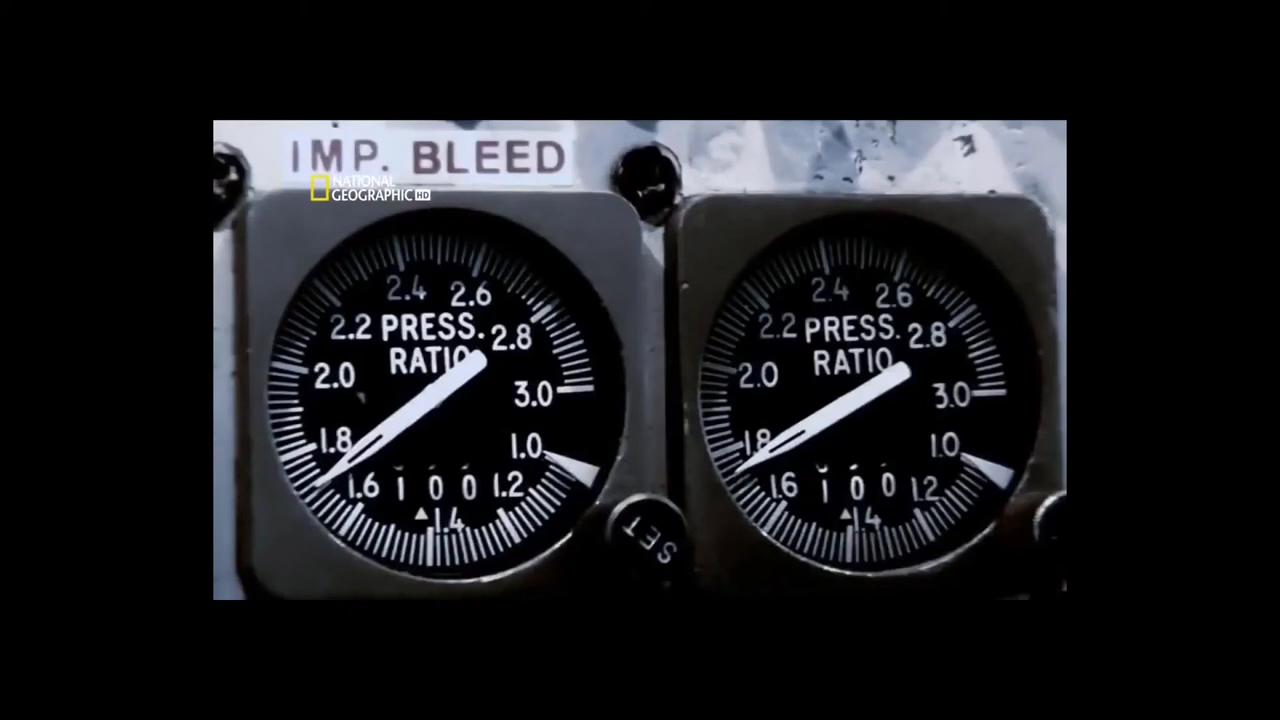 IMP. BLEED
NATIONAL
GEOGRAPHIC HD
2.4 2.6
2.2 PRESS. 2.8
RATIO
2.0 3.0
1.8 1.0
1.6 1 0 0 1.2
1.4
SET
2.4 2.6
2.2 PRESS. 2.8
RATIO
2.0 3.0
1.8 1.0
1.6 1 0 0 1.2
1.4